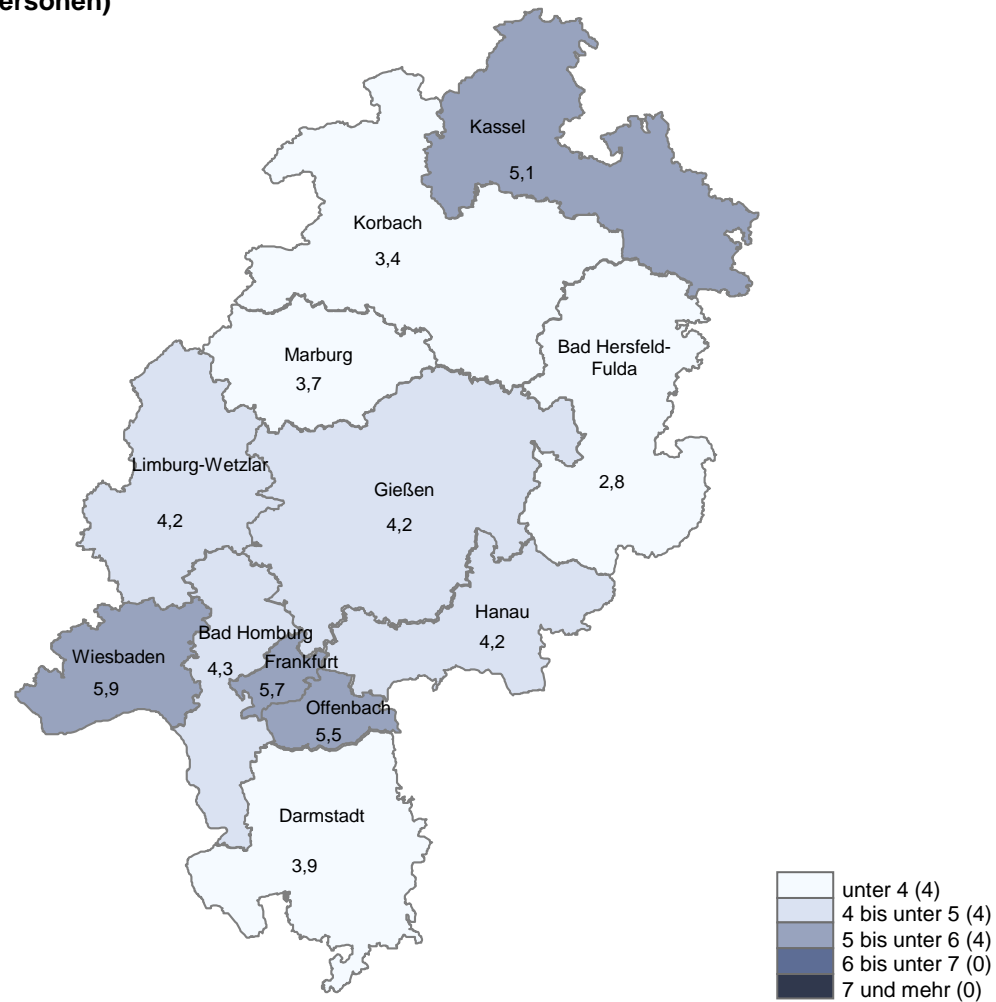 ersonen)
Kassel
5,1
Korbach
3,4
Marburg
3,7
Bad Hersfeld-
Fulda
2,8
Limburg-Wetzlar
4,2
Gießen
4,2
Hanau
4,2
Bad Homburg
4,3
Wiesbaden
5,9
Frankfurt
5,7
Offenbach
5,5
Darmstadt
3,9
unter 4 (4)
4 bis unter 5 (4)
5 bis unter 6 (4)
6 bis unter 7 (0)
7 und mehr (0)